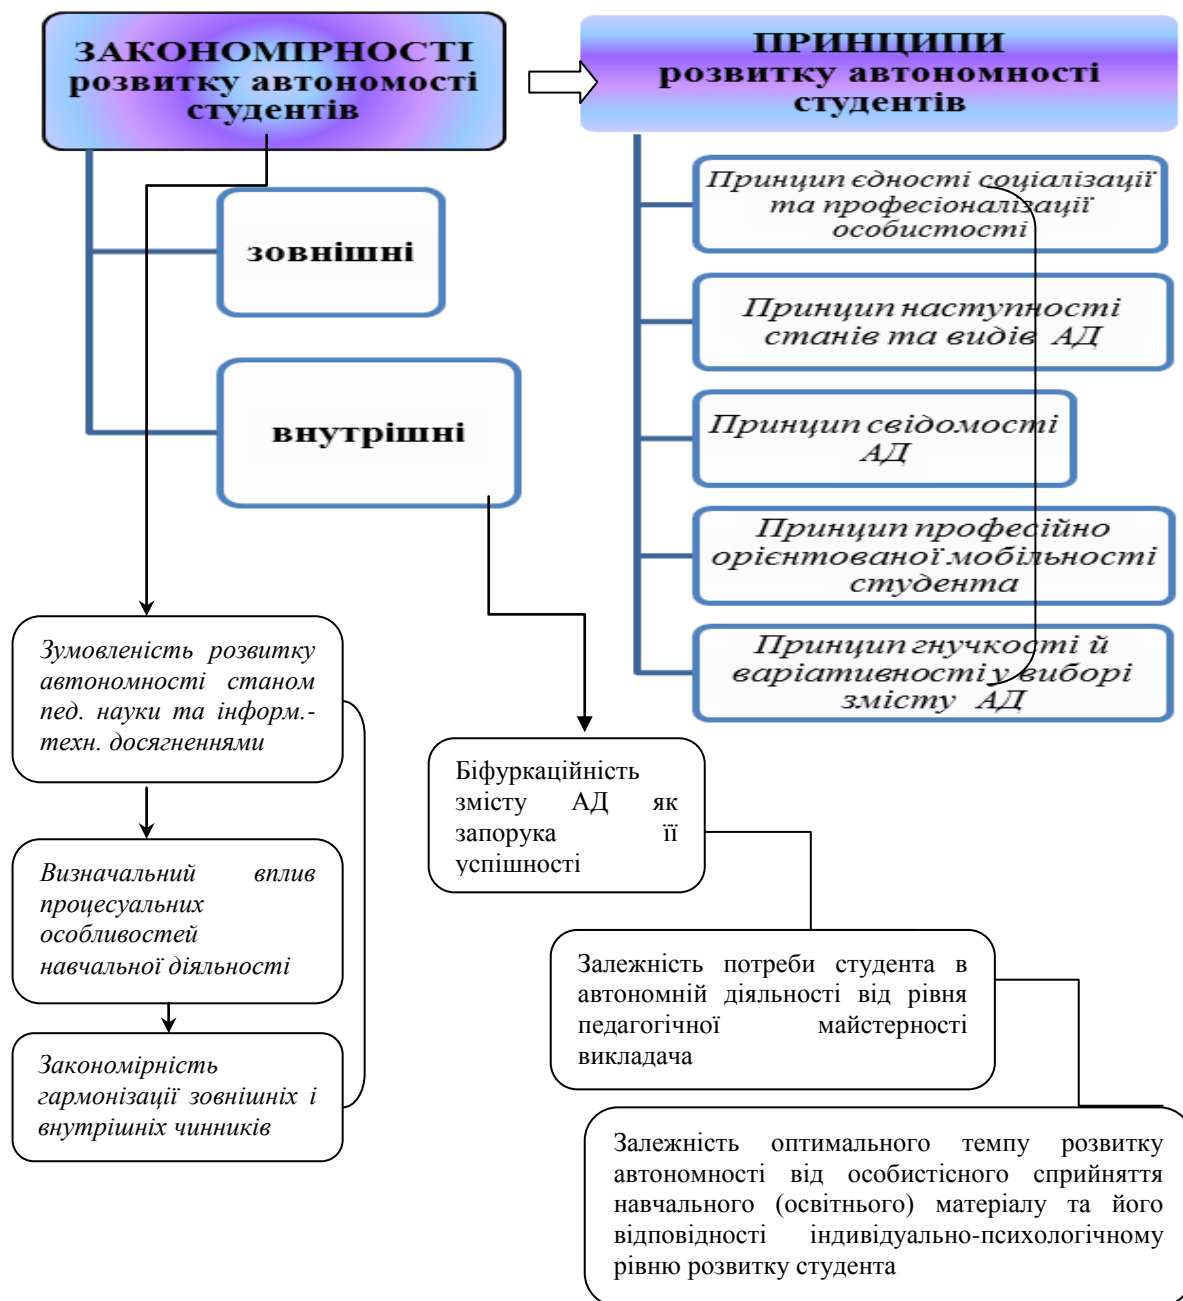 ЗАКОНОМІРНОСТІ
розвитку автономості
студентів
ПРИНЦИПИ
розвитку автономності
студентів
зовнішні
внутрішні
Принцип єдності соціалізації
та професіоналізації
особистості
Принцип наступності
станів та видів АД
Принцип свідомості
АД
Принцип професійно
орієнтованої мобільності
студента
Принцип гнучкості й
варіативності у виборі
змісту АД
Зумовленість розвитку
автономності станом
пед. науки та інформ.-
техн. досягненнями
Визначальний вплив
процесуальних
особливостей
навчальної діяльності
Закономірність
гармонізації зовнішніх і
внутрішніх чинників
Біфуркаційність
змісту АД як
запорука її
успішності
Залежність потреби студента в
автономній діяльності від рівня
педагогічної майстерності
викладача
Залежність оптимального темпу розвитку
автономності від особистісного сприйняття
навчального (освітнього) матеріалу та його
відповідності індивідуально-психологічному
рівню розвитку студента